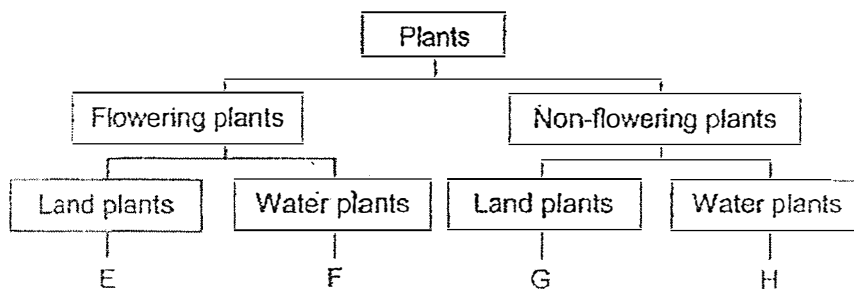 Plants
Flowering plants
Non-flowering plants
Land plants
Water plants
Land plants
Water plants
E
F
G
H